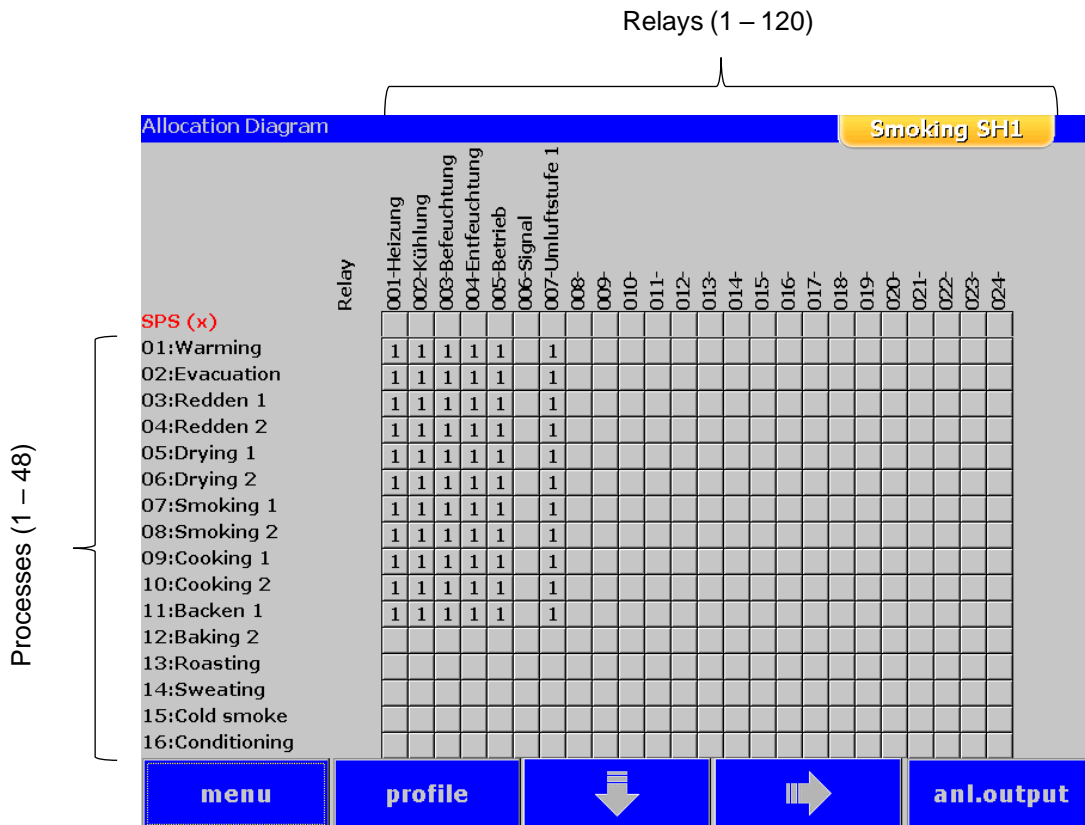 Relays (1 – 120)
Allocation Diagram
Smoking SH1
Relay
001-Heizung
002-Kühlung
003-Befeuchtung
004-Entfeuchtung
005-Betrieb
006-Signal
007-Umluftstufe 1
008-
009-
010-
011-
012-
013-
014-
015-
016-
017-
018-
019-
020-
021-
022-
023-
024-
SPS (x)
Processes (1 – 48)
01:Warming 1 1 1 1 1 1
02:Evacuation 1 1 1 1 1 1
03:Redden 1 1 1 1 1 1 1
04:Redden 2 1 1 1 1 1 1
05:Drying 1 1 1 1 1 1 1
06:Drying 2 1 1 1 1 1 1
07:Smoking 1 1 1 1 1 1 1
08:Smoking 2 1 1 1 1 1 1
09:Cooking 1 1 1 1 1 1 1
10:Cooking 2 1 1 1 1 1 1
11:Backen 1 1 1 1 1 1 1
12:Baking 2
13:Roasting
14:Sweating
15:Cold smoke
16:Conditioning
menu profile anl.output